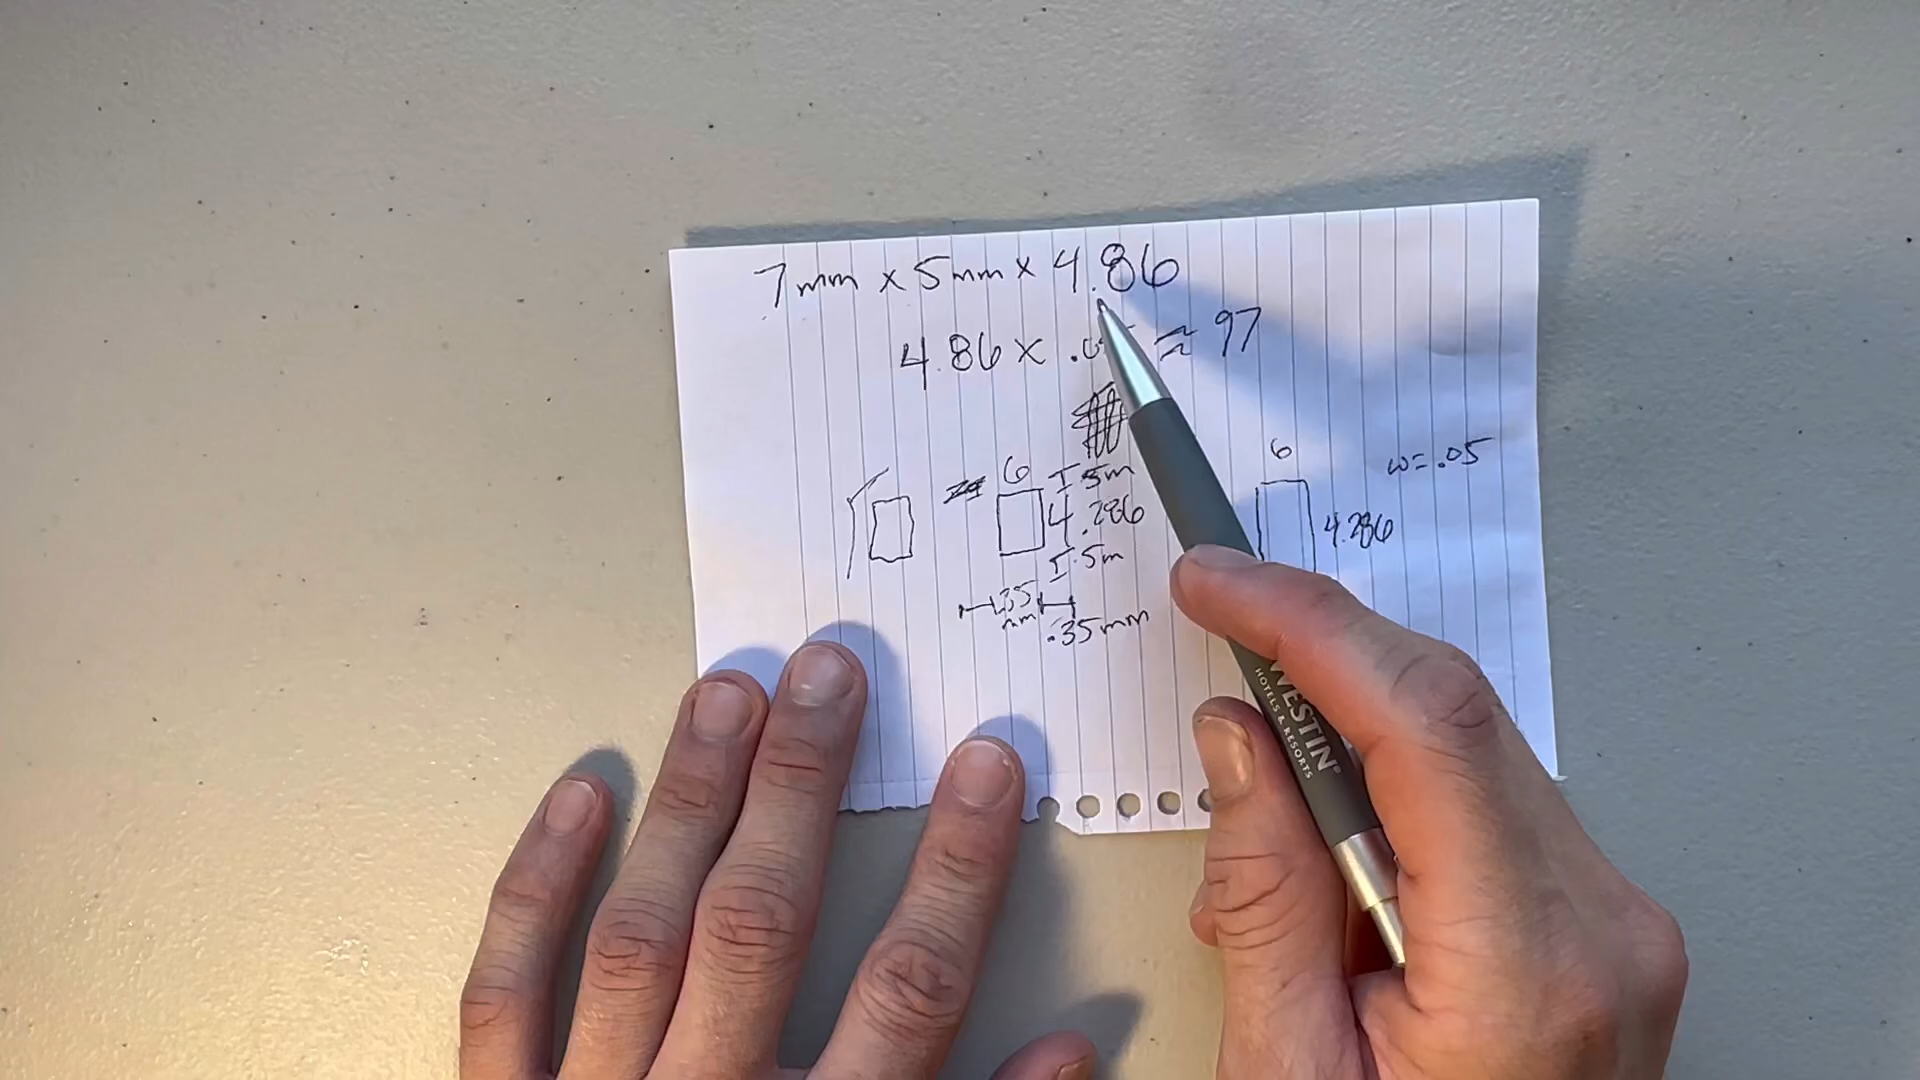 7mm x 5mm x 4.86
4.86 x .0 ≈ 97
6
.5m
4.286
.5m
.35
mm
.35mm
6
4.286
w=.05
WESTIN®
HOTELS & RESORTS